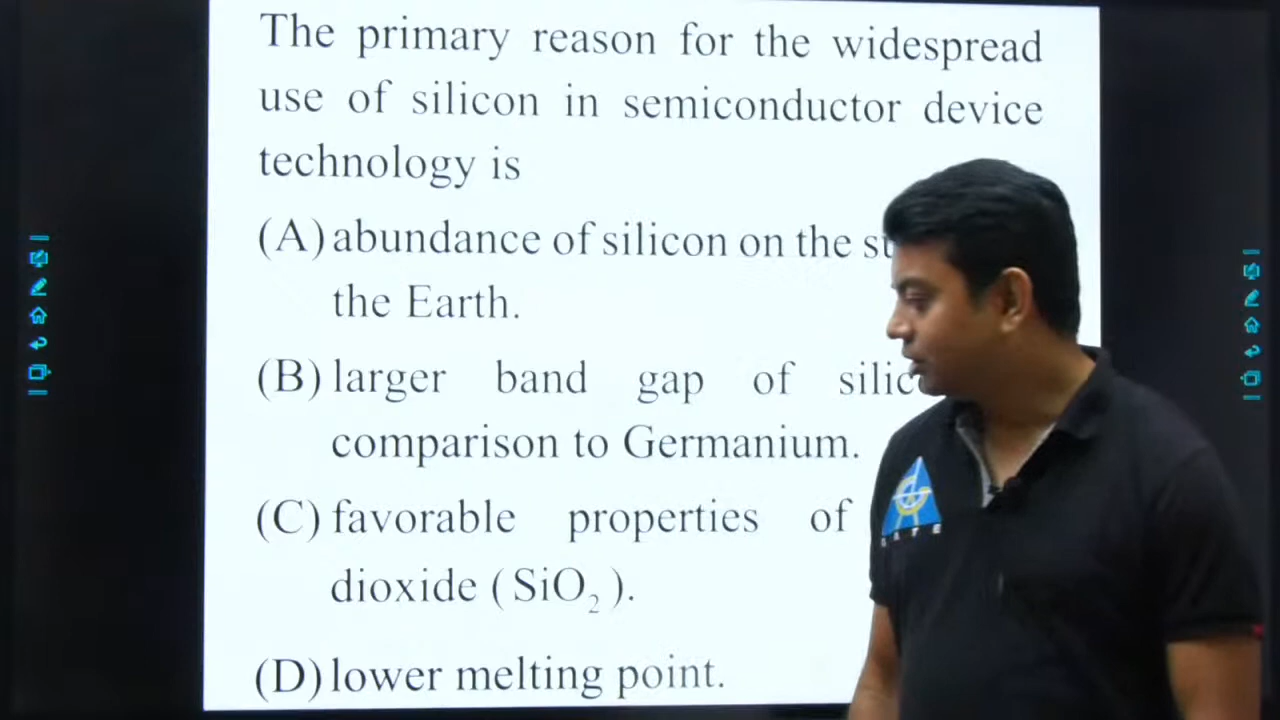 The primary reason for the widespread
use of silicon in semiconductor device
technology is
(A) abundance of silicon on the
the Earth.
(B) larger band gap of
comparison to Germanium.
(C) favorable properties of
dioxide (SiO₂).
(D) lower melting point.
GATE